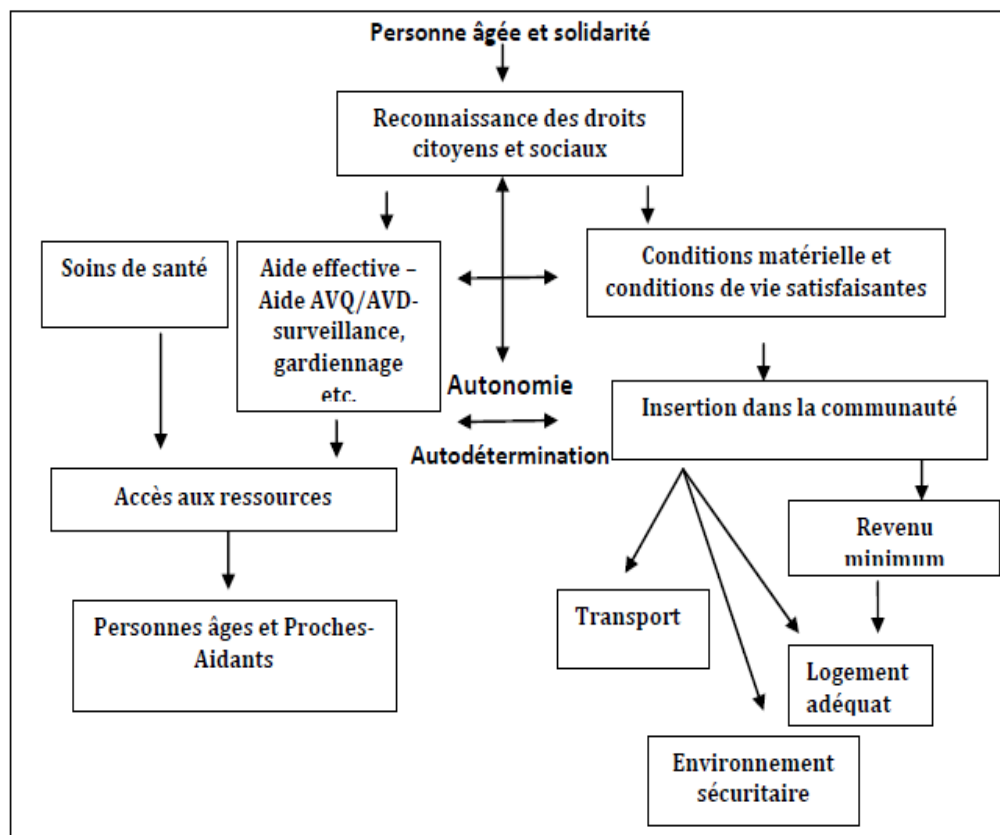 Personne âgée et solidarité
Reconnaissance des droits
citoyens et sociaux
Soins de santé
Aide effective –
Aide AVQ/AVD-
surveillance,
gardiennage
etc.
Conditions matérielle et
conditions de vie satisfaisantes
Autonomie
Autodétermination
Insertion dans la communauté
Accès aux ressources
Revenu
minimum
Personnes âges et Proches-
Aidants
Transport
Logement
adéquat
Environnement
sécuritaire